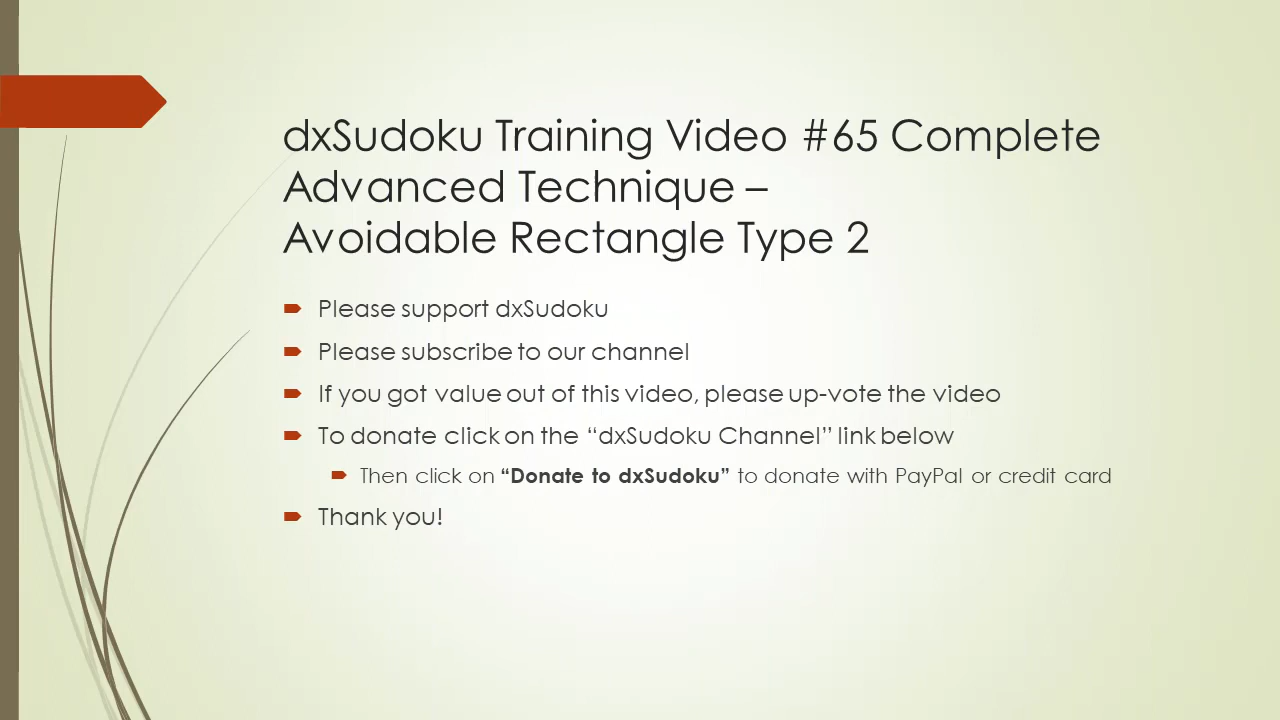 dxSudoku Training Video #65 Complete
Advanced Technique –
Avoidable Rectangle Type 2
Please support dxSudoku
Please subscribe to our channel
If you got value out of this video, please up-vote the video
To donate click on the “dxSudoku Channel” link below
Then click on “Donate to dxSudoku” to donate with PayPal or credit card
Thank you!